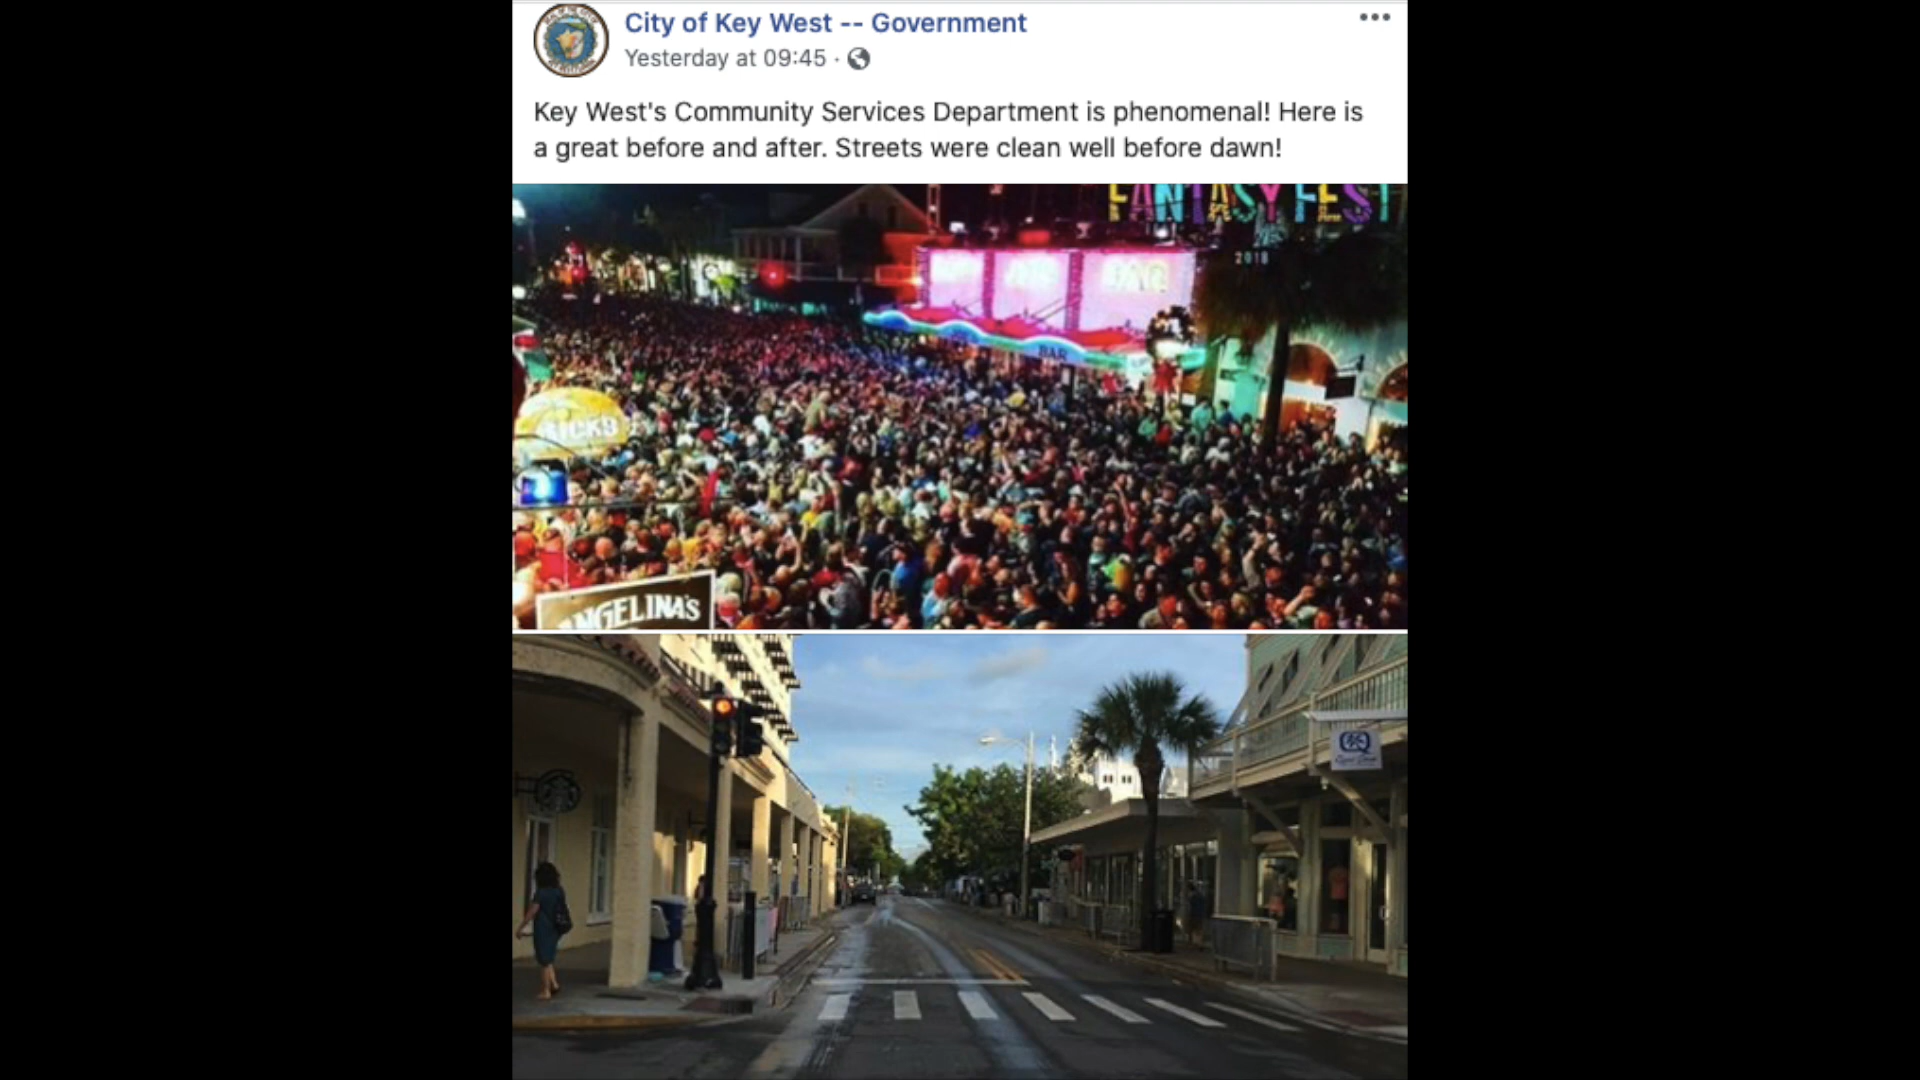 City of Key West -- Government
Yesterday at 09:45 ·
Key West's Community Services Department is phenomenal! Here is
a great before and after. Streets were clean well before dawn!
FANTASY FEST
2018
BAR
BAR
ANGELINA'S